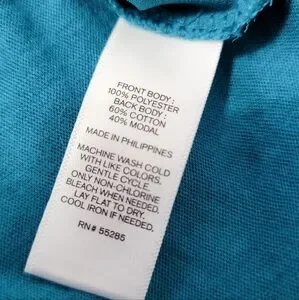 FRONT BODY :
100% POLYESTER
BACK BODY :
60% COTTON
40% MODAL
MADE IN PHILIPPINES
MACHINE WASH COLD
WITH LIKE COLORS,
GENTLE CYCLE.
ONLY NON-CHLORINE
BLEACH WHEN NEEDED.
LAY FLAT TO DRY.
COOL IRON IF NEEDED.
RN# 55285